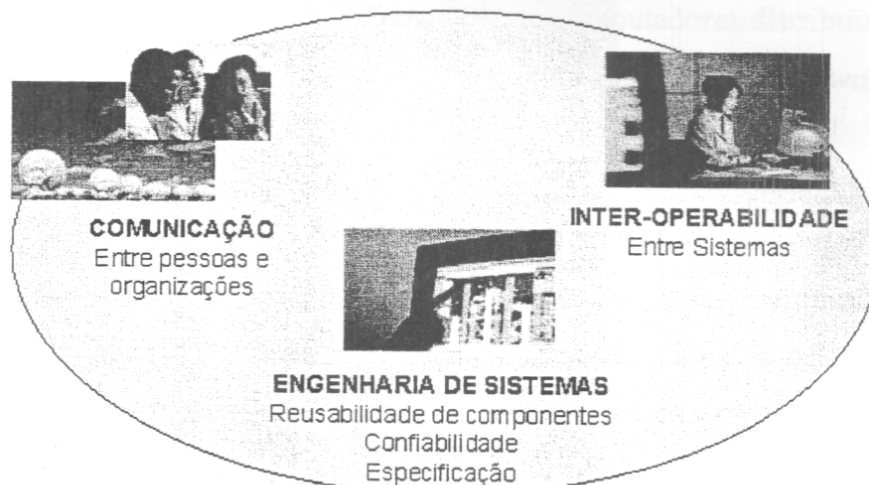 COMUNICAÇÃO
Entre pessoas e
organizações
INTER-OPERABILIDADE
Entre Sistemas
ENGENHARIA DE SISTEMAS
Reusabilidade de componentes
Confiabilidade
Especificação